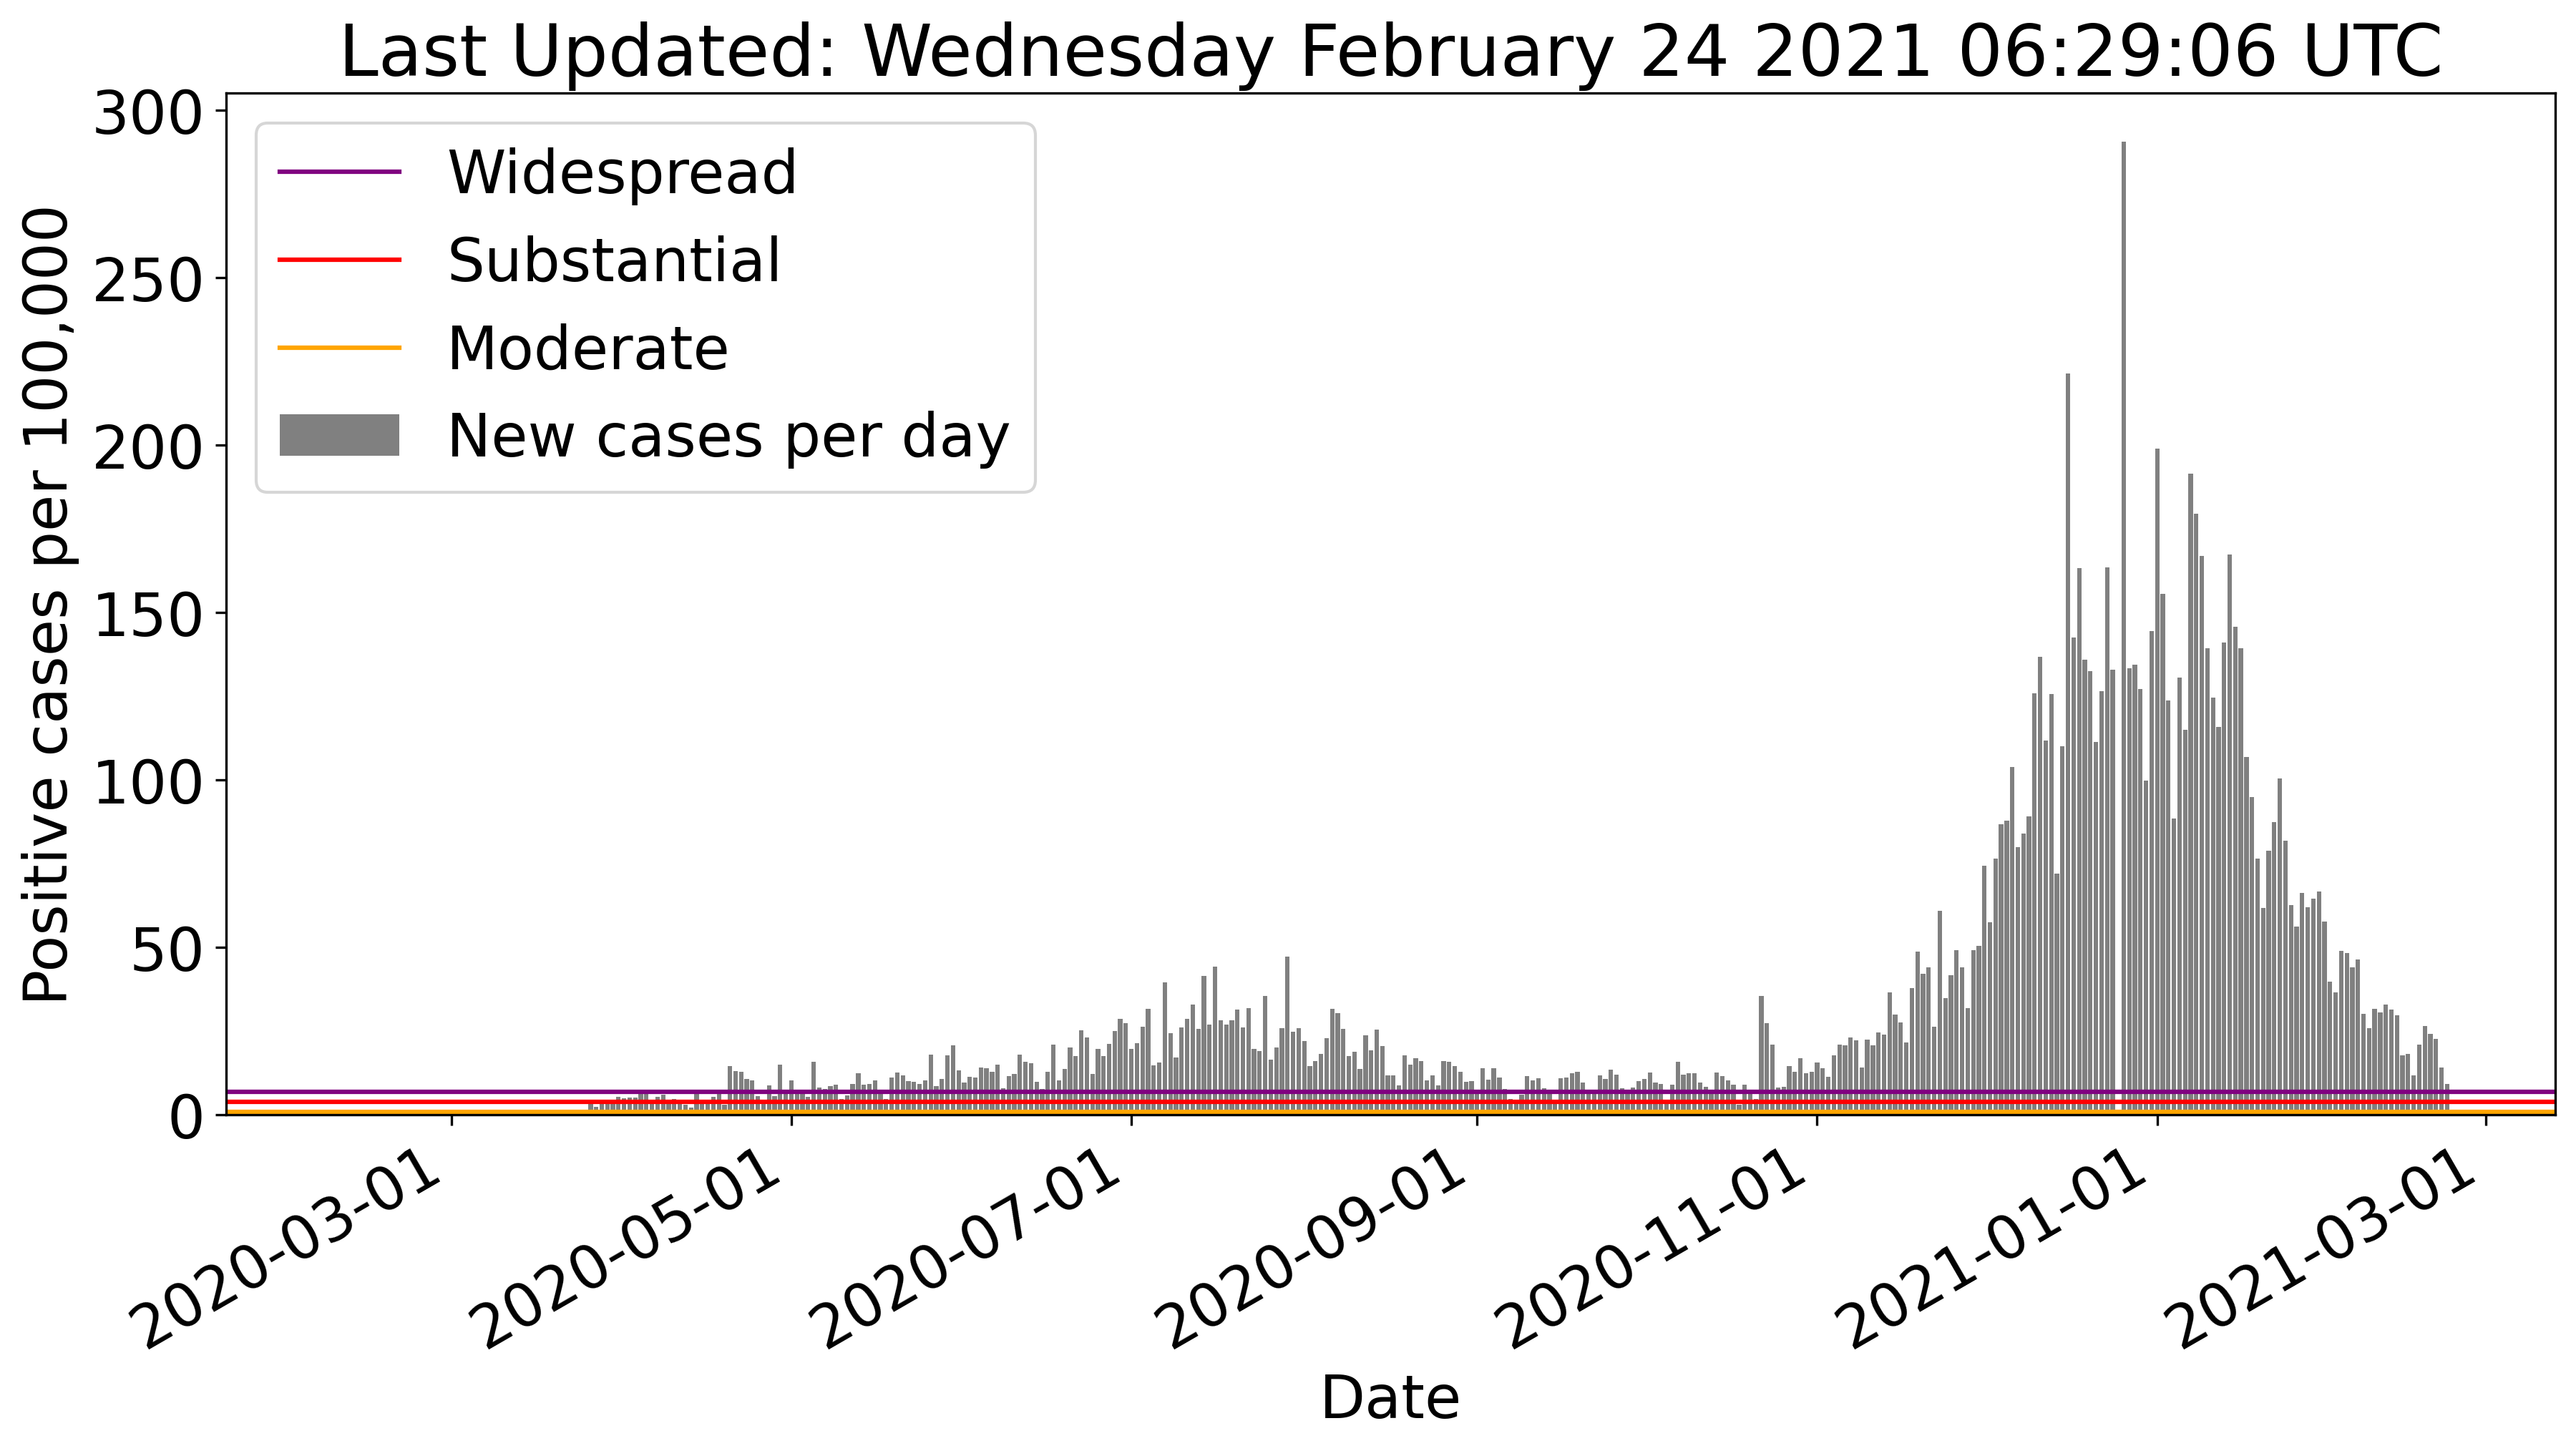 Last Updated: Wednesday February 24 2021 06:29:06 UTC
Positive cases per 100,000
300
250
200
150
100
50
0
Widespread
Substantial
Moderate
New cases per day
2020-03-01
2020-05-01
2020-07-01
2020-09-01
2020-11-01
2021-01-01
2021-03-01
Date